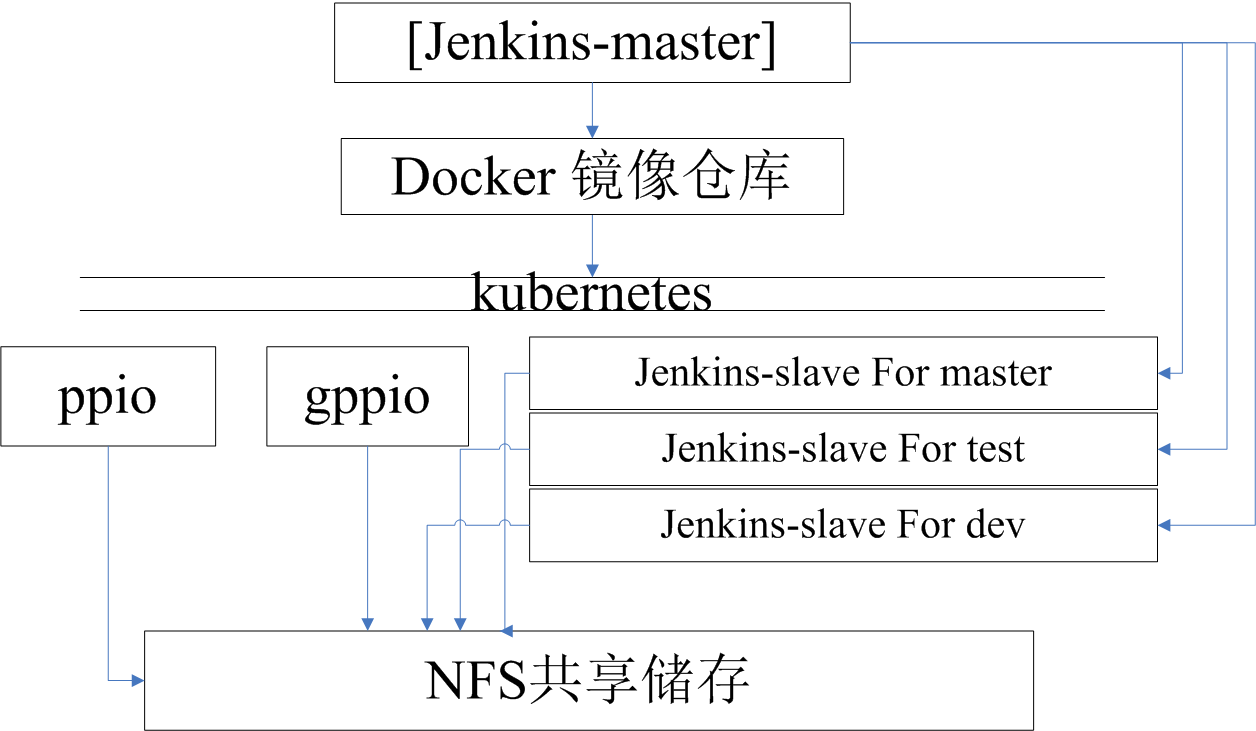 [Jenkins-master]
Docker 镜像仓库
kubernetes
ppio
gppio
Jenkins-slave For master
Jenkins-slave For test
Jenkins-slave For dev
NFS共享储存